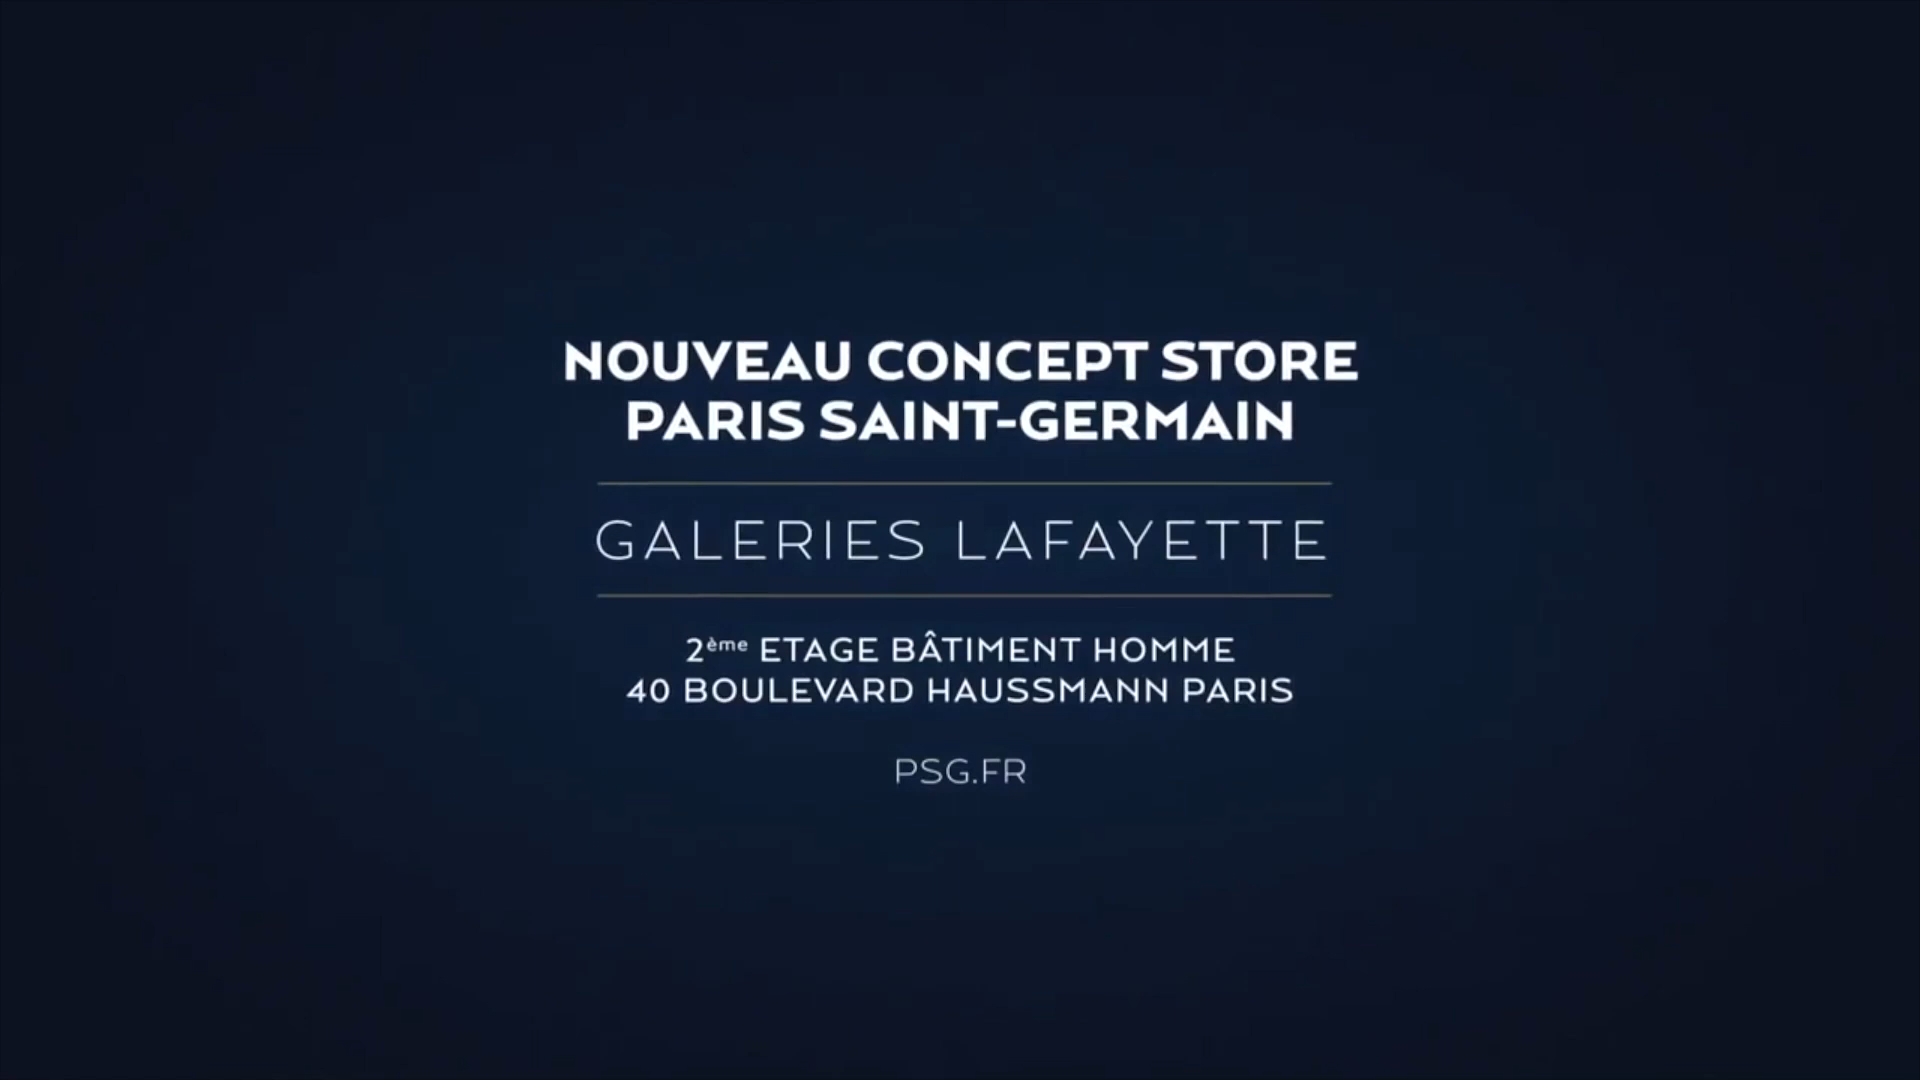 NOUVEAU CONCEPT STORE
PARIS SAINT-GERMAIN
GALERIES LAFAYETTE
2ème ETAGE BÂTIMENT HOMME
40 BOULEVARD HAUSSMANN PARIS
PSG.FR